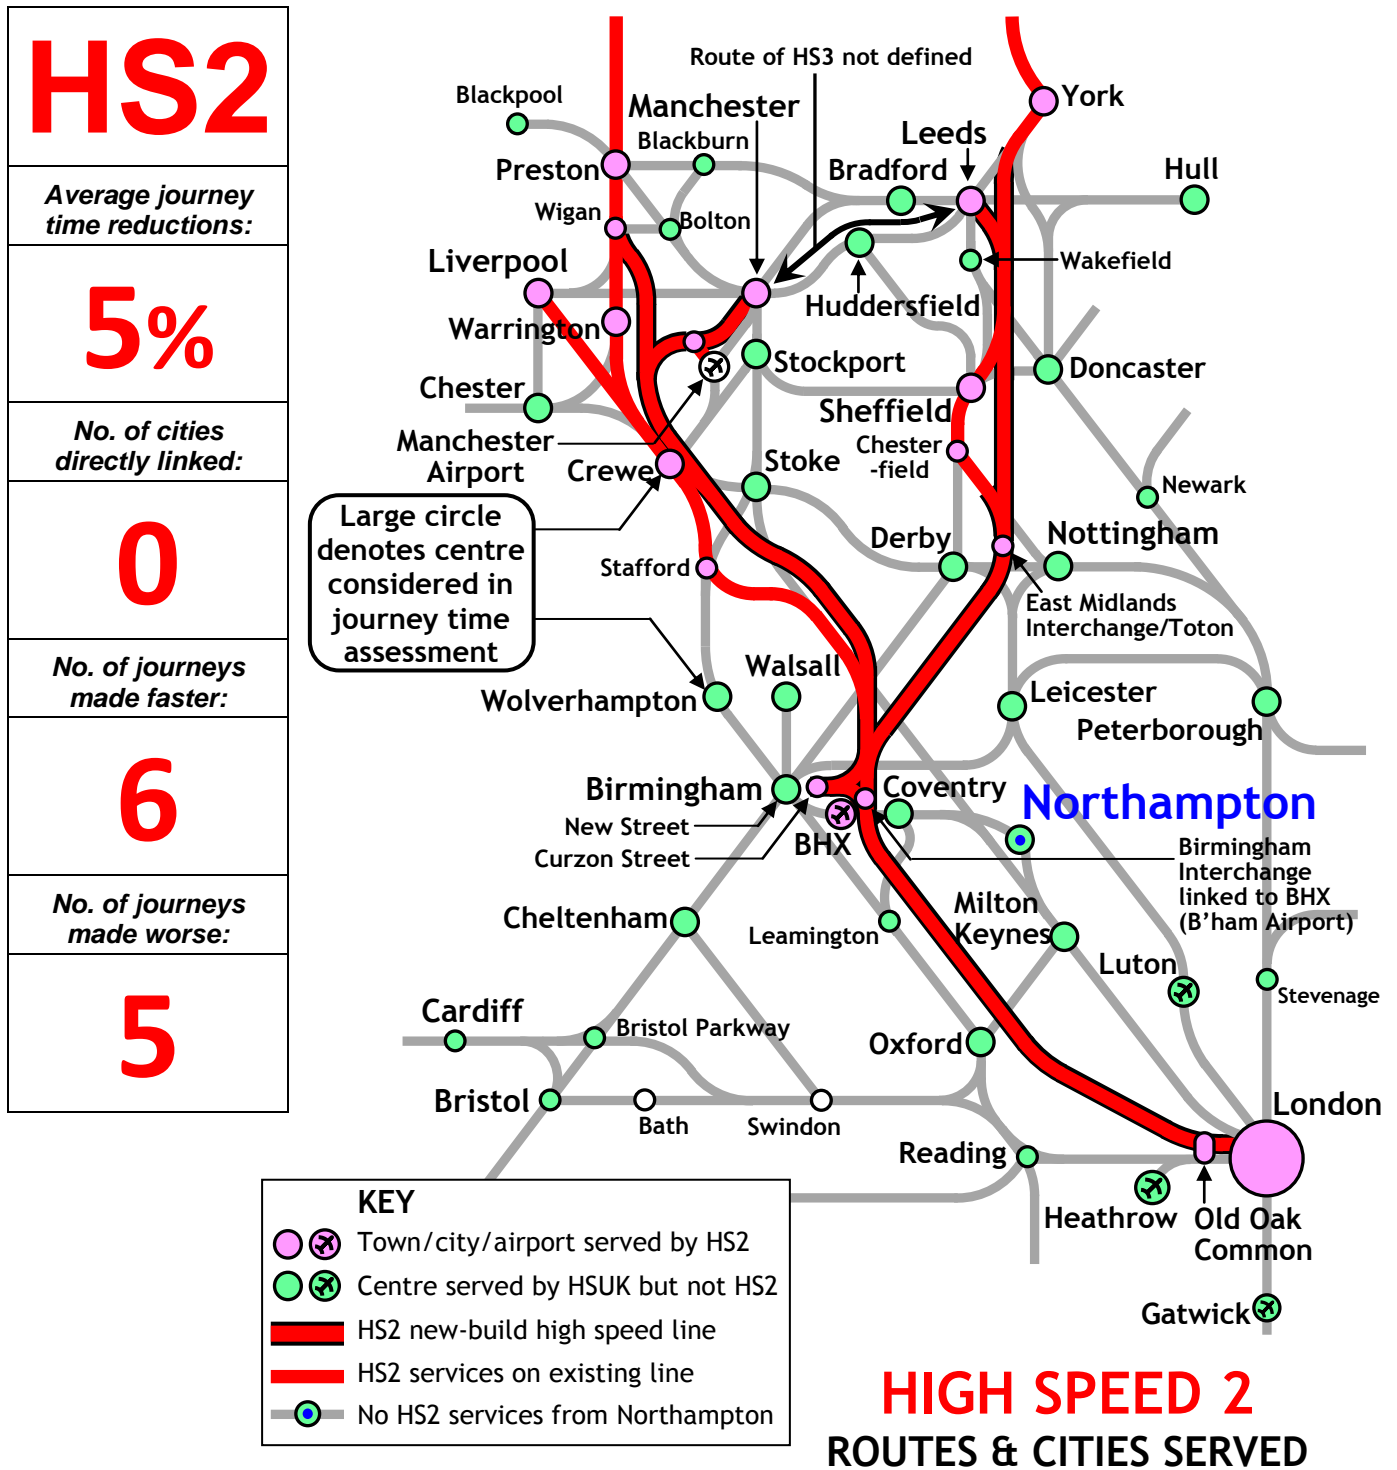 HS2
Average journey
time reductions:
5%
No. of cities
directly linked:
0
No. of journeys
made faster:
6
No. of journeys
made worse:
5
Route of HS3 not defined
Blackpool
Manchester
York
Blackburn
Leeds
Preston
Bradford
Hull
Wigan
Bolton
Liverpool
Wakefield
Huddersfield
Warrington
Stockport
Doncaster
Chester
Sheffield
Manchester
Airport
Chester
-field
Crewe
Stoke
Newark
Large circle
denotes centre
considered in
journey time
assessment
Derby
Nottingham
Stafford
East Midlands
Interchange/Toton
Walsall
Wolverhampton
Leicester
Peterborough
Birmingham
Coventry
Northampton
New Street
Curzon Street
BHX
Birmingham
Interchange
linked to BHX
(B'ham Airport)
Cheltenham
Leamington
Milton
Keynes
Luton
Stevenage
Cardiff
Bristol Parkway
Oxford
Bristol
Bath
Swindon
London
Reading
Heathrow
Old Oak
Common
Gatwick
KEY
Town/city/airport served by HS2
Centre served by HSUK but not HS2
HS2 new-build high speed line
HS2 services on existing line
No HS2 services from Northampton
HIGH SPEED 2
ROUTES & CITIES SERVED